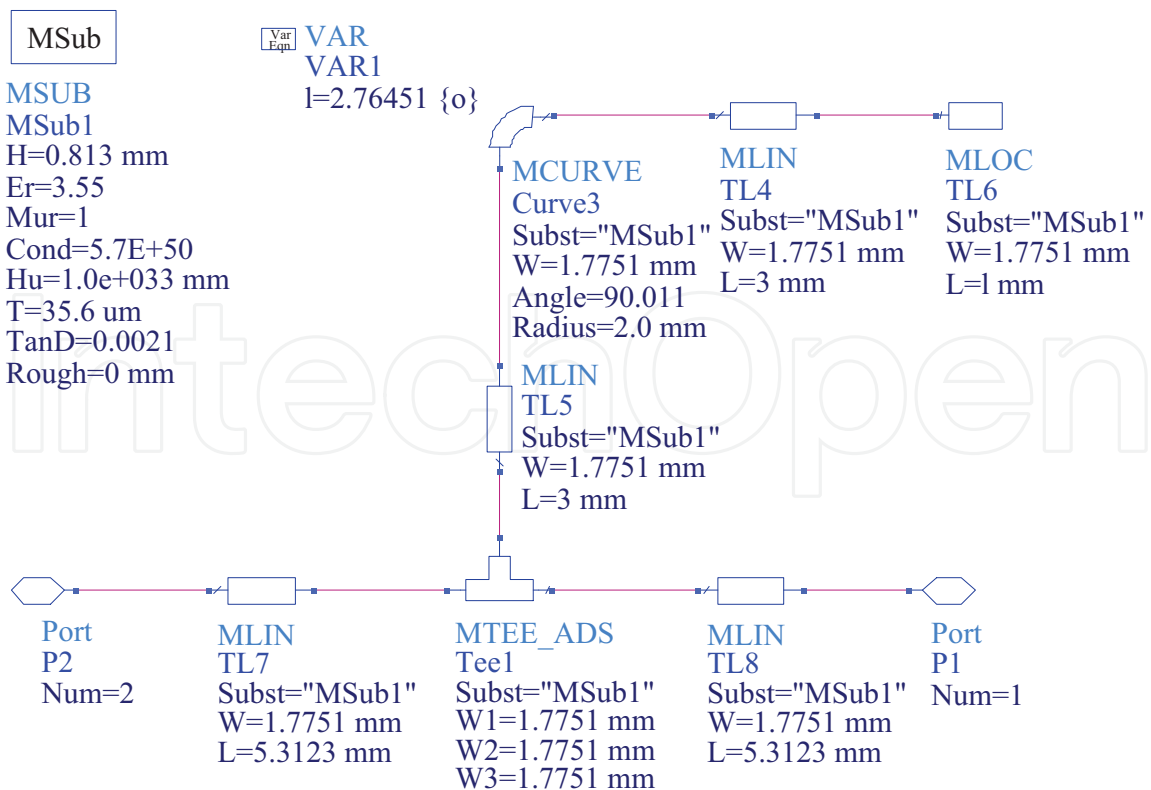 MSub
MSUB
MSub1
H=0.813 mm
Er=3.55
Mur=1
Cond=5.7E+50
Hu=1.0e+033 mm
T=35.6 um
TanD=0.0021
Rough=0 mm
Var
Eqn
VAR
VAR1
l=2.76451 {o}
MCURVE
Curve3
Subst="MSub1"
W=1.7751 mm
Angle=90.011
Radius=2.0 mm
MLIN
TL4
Subst="MSub1"
W=1.7751 mm
L=3 mm
MLOC
TL6
Subst="MSub1"
W=1.7751 mm
L=l mm
MLIN
TL5
Subst="MSub1"
W=1.7751 mm
L=3 mm
IntechOpen
Port
P2
Num=2
MLIN
TL7
Subst="MSub1"
W=1.7751 mm
L=5.3123 mm
MTEE_ADS
Tee1
Subst="MSub1"
W1=1.7751 mm
W2=1.7751 mm
W3=1.7751 mm
MLIN
TL8
Subst="MSub1"
W=1.7751 mm
L=5.3123 mm
Port
P1
Num=1